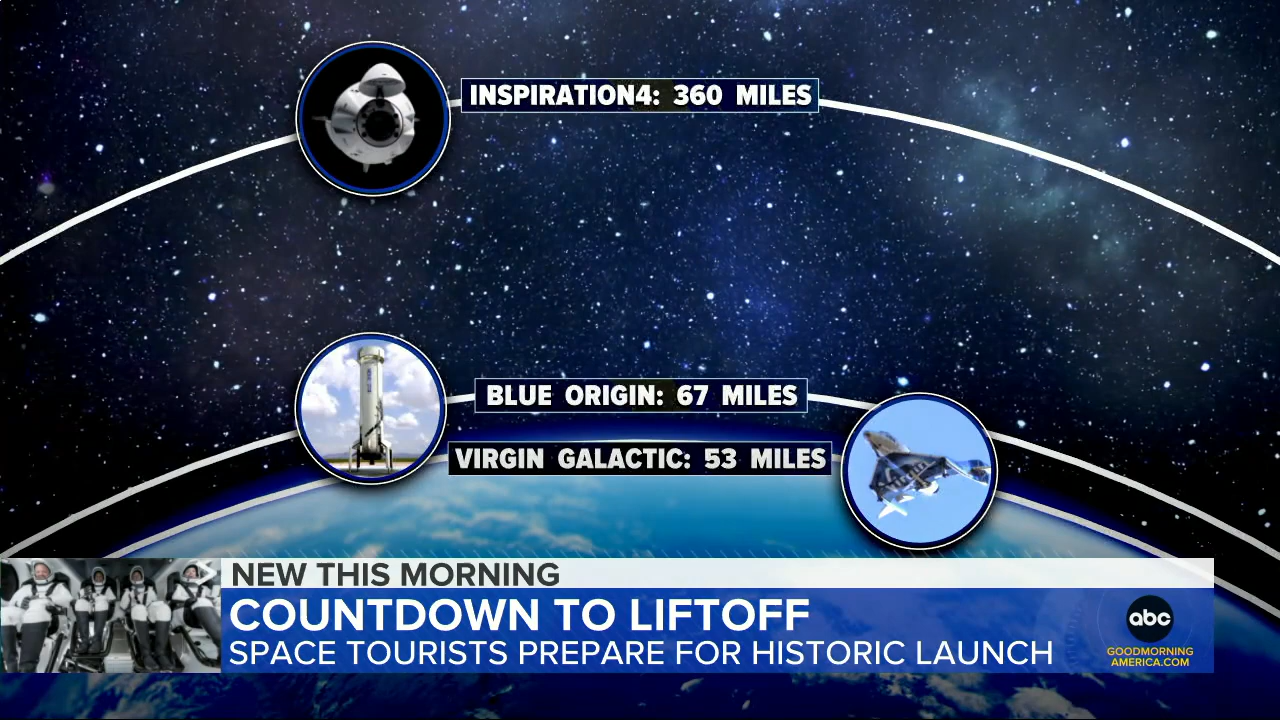 INSPIRATION4: 360 MILES
BLUE ORIGIN: 67 MILES
VIRGIN GALACTIC: 53 MILES
NEW THIS MORNING
COUNTDOWN TO LIFTOFF
SPACE TOURISTS PREPARE FOR HISTORIC LAUNCH
abc
GOODMORNING
AMERICA.COM